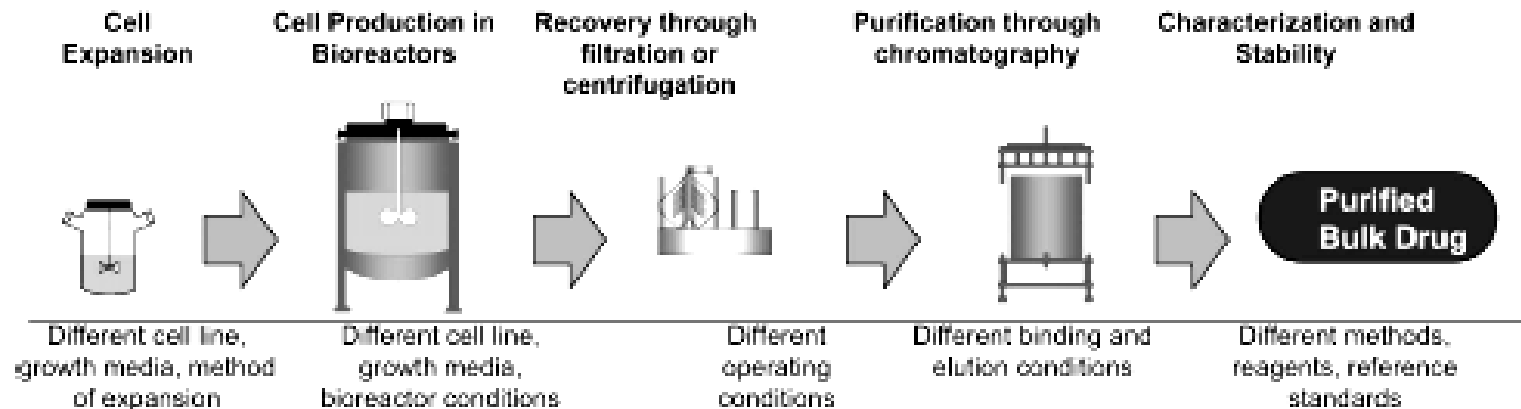 Cell
Expansion
Cell Production in
Bioreactors
Recovery through
filtration or
centrifugation
Purification through
chromatography
Characterization and
Stability
Purified
Bulk Drug
Different cell line,
growth media, method
of expansion
Different cell line,
growth media,
bioreactor conditions
Different
operating
conditions
Different binding and
elution conditions
Different methods,
reagents, reference
standards